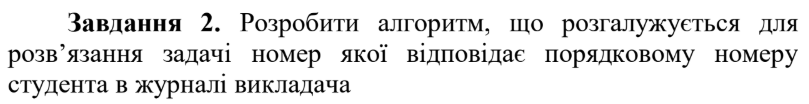 Завдання 2. Розробити алгоритм, що розгалужується для
розв’язання задачі номер якої відповідає порядковому номеру
студента в журналі викладача